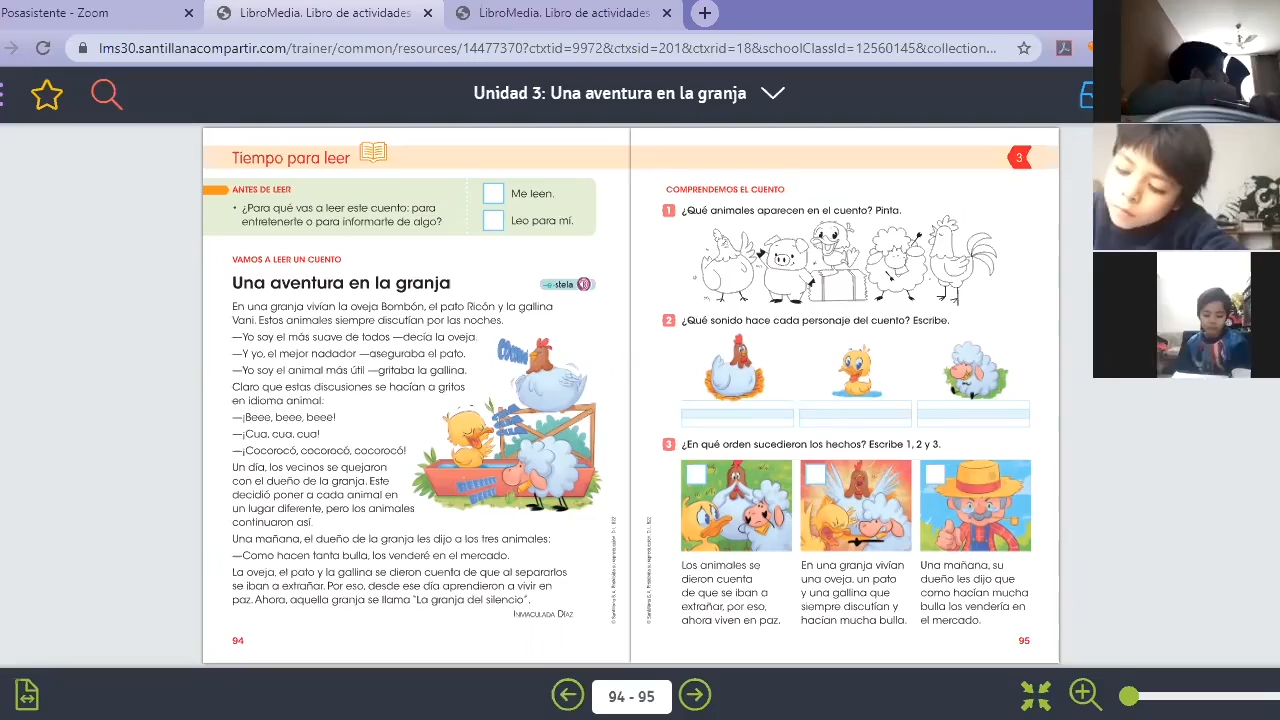 Posasistente - Zoom
LibroMedia. Libro de actividades
LibroMedia. Libro de actividades
lms30.santillanacompartir.com/trainer/common/resources/14477370?ctxtid=9972&ctxsid=201&ctrid=18&schoolClassId=12560145&collection...
Unidad 3: Una aventura en la granja
Tiempo para leer
ANTES DE LEER
• ¿Para qué vas a leer este cuento: para
entretenerte o para informarte de algo?
Me leen.
Leo para mí.
VAMOS A LEER UN CUENTO
Una aventura en la granja
e-stela
En una granja vivían la oveja Bombón, el pato Ricón y la gallina
Vani. Estos animales siempre discutían por las noches.
—Yo soy el más suave de todos —decía la oveja.
—Y yo, el mejor nadador —aseguraba el pato.
—Yo soy el animal más útil —gritaba la gallina.
Claro que estas discusiones se hacían a gritos
en idioma animal:
—¡Beee, beee, beee!
—¡Cua, cua, cua!
—¡Cocorocó, cocorocó, cocorocó!
Un día, los vecinos se quejaron
con el dueño de la granja. Este
decidió poner a cada animal en
un lugar diferente, pero los animales
continuaron así.
Una mañana, el dueño de la granja les dijo a los tres animales:
—Como hacen tanta bulla, los venderé en el mercado.
La oveja, el pato y la gallina se dieron cuenta de que al separarlos
se iban a extrañar. Por eso, desde ese día aprendieron a vivir en
paz. Ahora, aquella granja se llama “La granja del silencio”.
INMACULADA DÍAZ
94
3
COMPRENDEMOS EL CUENTO
1 ¿Qué animales aparecen en el cuento? Pinta.
2 ¿Qué sonido hace cada personaje del cuento? Escribe.
3 ¿En qué orden sucedieron los hechos? Escribe 1, 2 y 3.
Los animales se
dieron cuenta
de que se iban a
extrañar, por eso,
ahora viven en paz.
En una granja vivían
una oveja, un pato
y una gallina que
siempre discutían y
hacían mucha bulla.
Una mañana, su
dueño les dijo que
como hacían mucha
bulla los vendería en
el mercado.
95
94 - 95